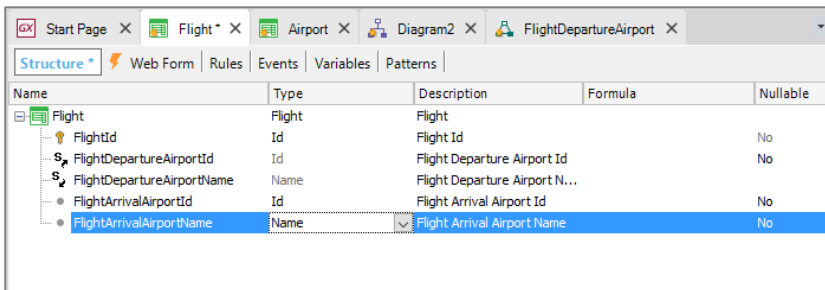 GX Start Page X Flight * X Airport X Diagram2 X FlightDepartureAirport X
Structure * Web Form Rules Events Variables Patterns
Name Type Description Formula Nullable
Flight Flight Flight
FlightId Id Flight Id No
FlightDepartureAirportId Id Flight Departure Airport Id No
FlightDepartureAirportName Name Flight Departure Airport N...
FlightArrivalAirportId Id Flight Arrival Airport Id No
FlightArrivalAirportName Name Flight Arrival Airport Name No